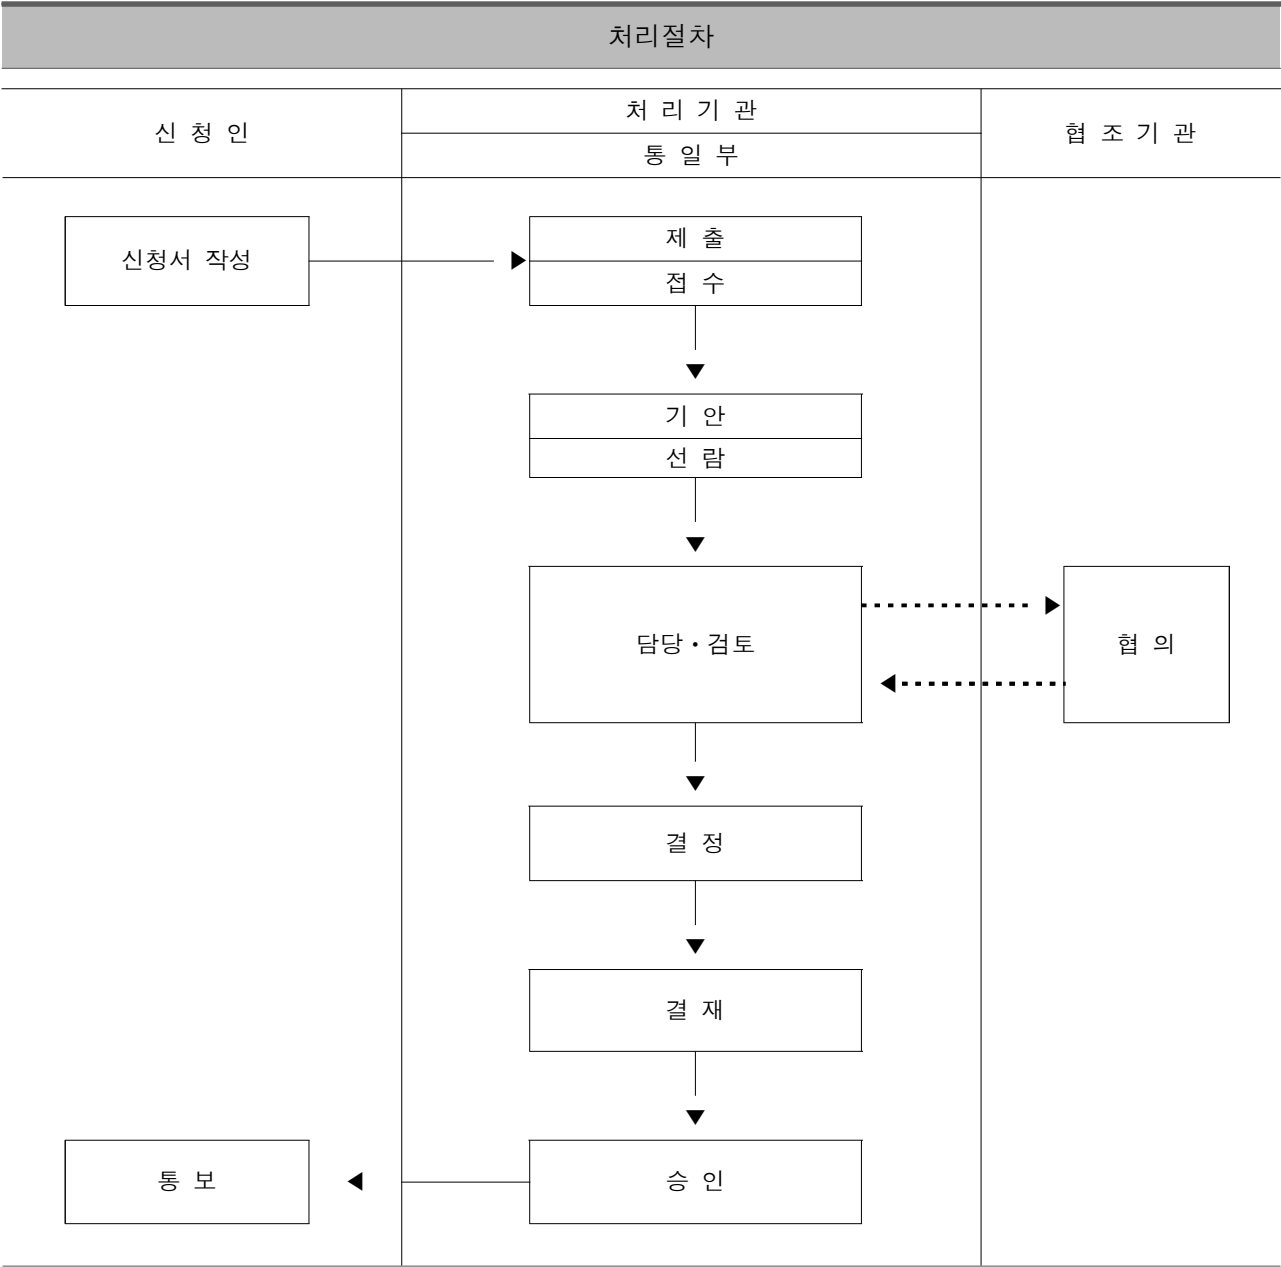 처리절차
신 청 인
처 리 기 관
통 일 부
협 조 기 관
신청서 작성
제 출
접 수
기 안
선 람
담당·검토
협 의
결 정
결 재
통 보
승 인